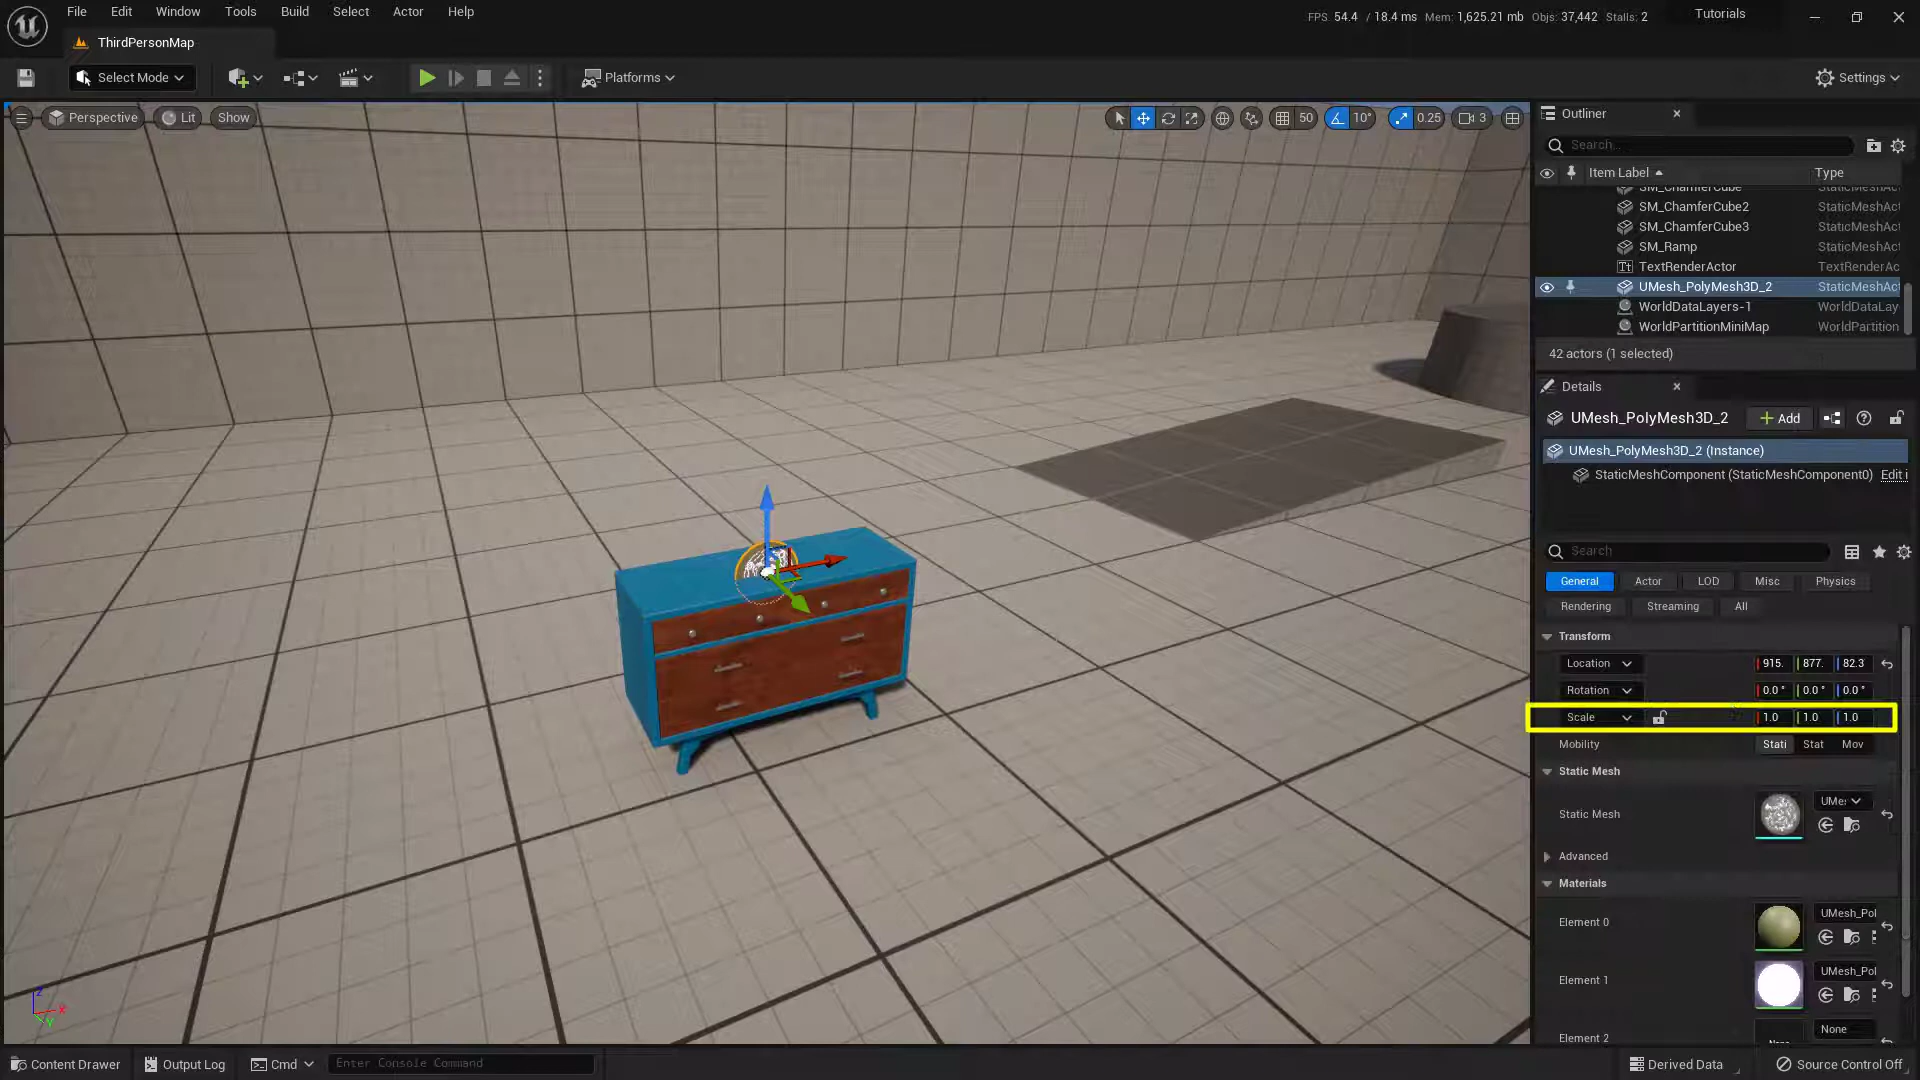 File Edit Window Tools Build Select Actor Help
FPS 54.4 / 18.4 ms Mem: 1,625.21 mb Objs: 37,442 Stalls: 2
Tutorials
ThirdPersonMap
Select Mode
Platforms
Settings
Perspective Lit Show
50 10° 0.25 3
Outliner
Search...
Item Label Type
SM_ChamferCube StaticMeshAct
SM_ChamferCube2 StaticMeshAct
SM_ChamferCube3 StaticMeshAct
SM_Ramp StaticMeshAct
TextRenderActor TextRenderAc
UMesh_PolyMesh3D_2 StaticMeshAct
WorldDataLayers-1 WorldDataLay
WorldPartitionMiniMap WorldPartition
42 actors (1 selected)
Details
UMesh_PolyMesh3D_2 Add
UMesh_PolyMesh3D_2 (Instance)
StaticMeshComponent (StaticMeshComponent0) Edit i
Search
General Actor LOD Misc Physics
Rendering Streaming All
Transform
Location 915. 877. 82.3
Rotation 0.0° 0.0° 0.0°
Scale 1.0 1.0 1.0
Mobility Stati Stat Mov
Static Mesh
Static Mesh UMe
Advanced
Materials
Element 0 UMesh_Pol
Element 1 UMesh_Pol
Element 2 None
None
Z
X
Y
Content Drawer Output Log Cmd Enter Console Command
Derived Data Source Control Off